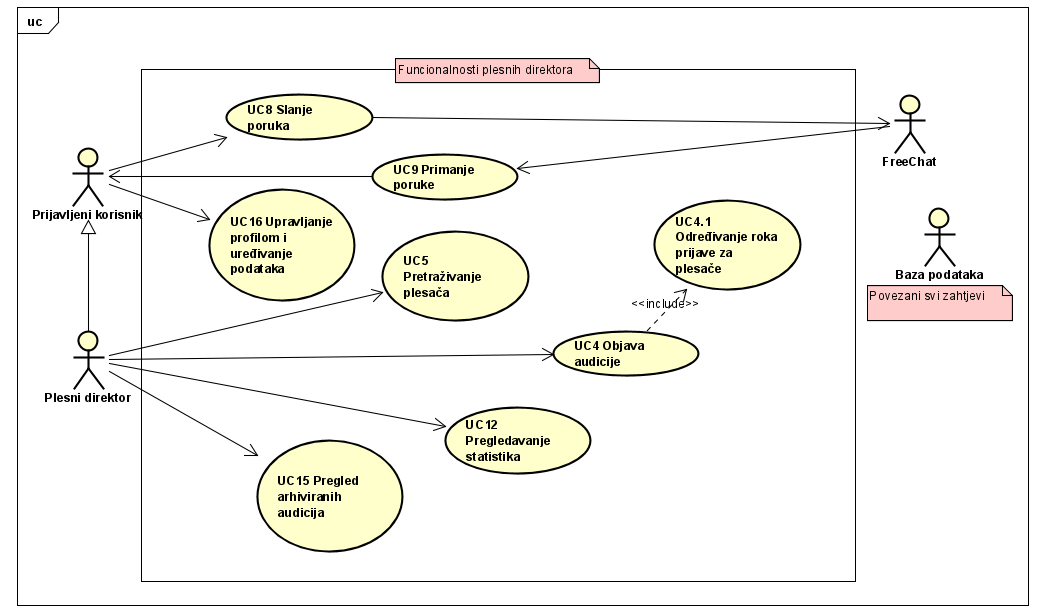 uc
Funcionalnosti plesnih direktora
UC8 Slanje
poruka
FreeChat
UC9 Primanje
poruke
Prijavljeni korisnik
UC16 Upravljanje
profilom i
uređivanje
podataka
UC4.1
Određivanje roka
prijave za
plesače
UC5
Pretraživanje
plesača
Baza podataka
Povezani svi zahtjevi
<<include>>
UC4 Objava
audicije
Plesni direktor
UC12
Pregledavanje
statistika
UC15 Pregled
arhiviranih
audicija